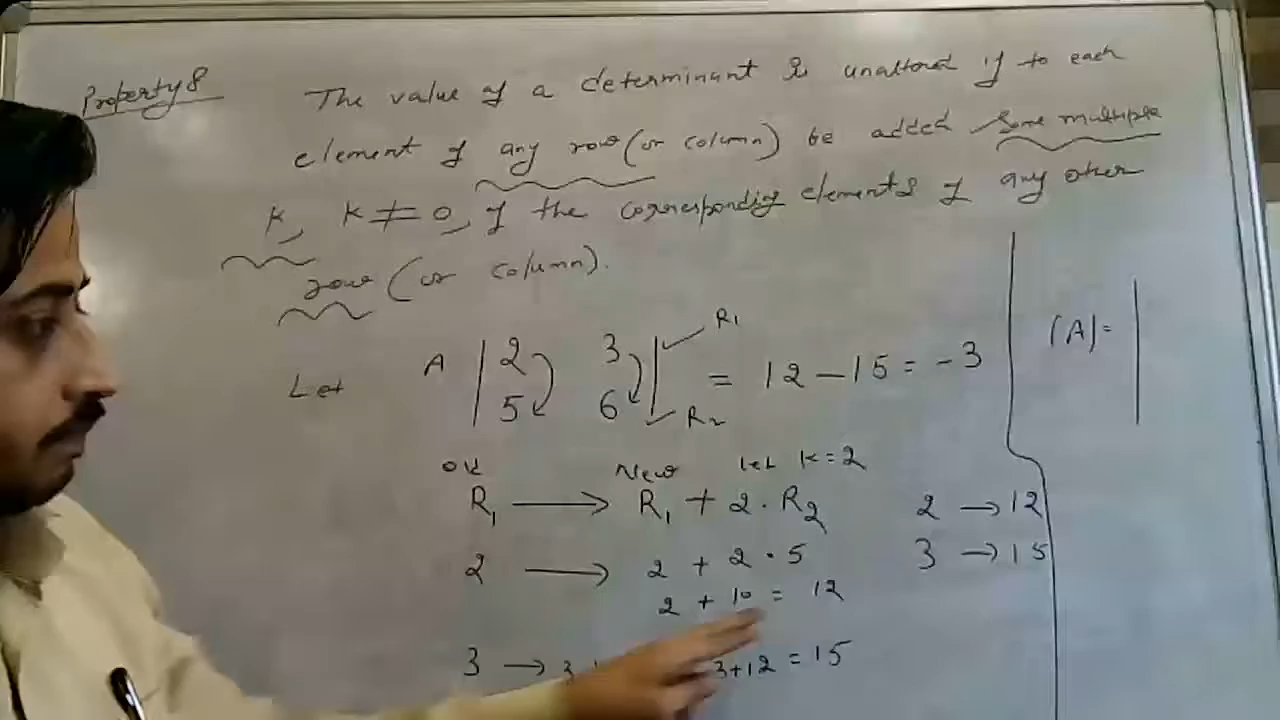 Property 8
The value of a determinant is unaltered if to each
element of any row (or column) be added some multiple
K, K ≠ 0, of the corresponding elements of any other
row (or column).
Let A | 2 3 | R1 = 12 - 15 = -3
| 5 6 | R2
|A| = |
old New let K=2
R1 → R1 + 2 . R2
2 → 12
2 → 2 + 2 . 5
3 → 15
2 + 10 = 12
3 → 3 3+12 = 15